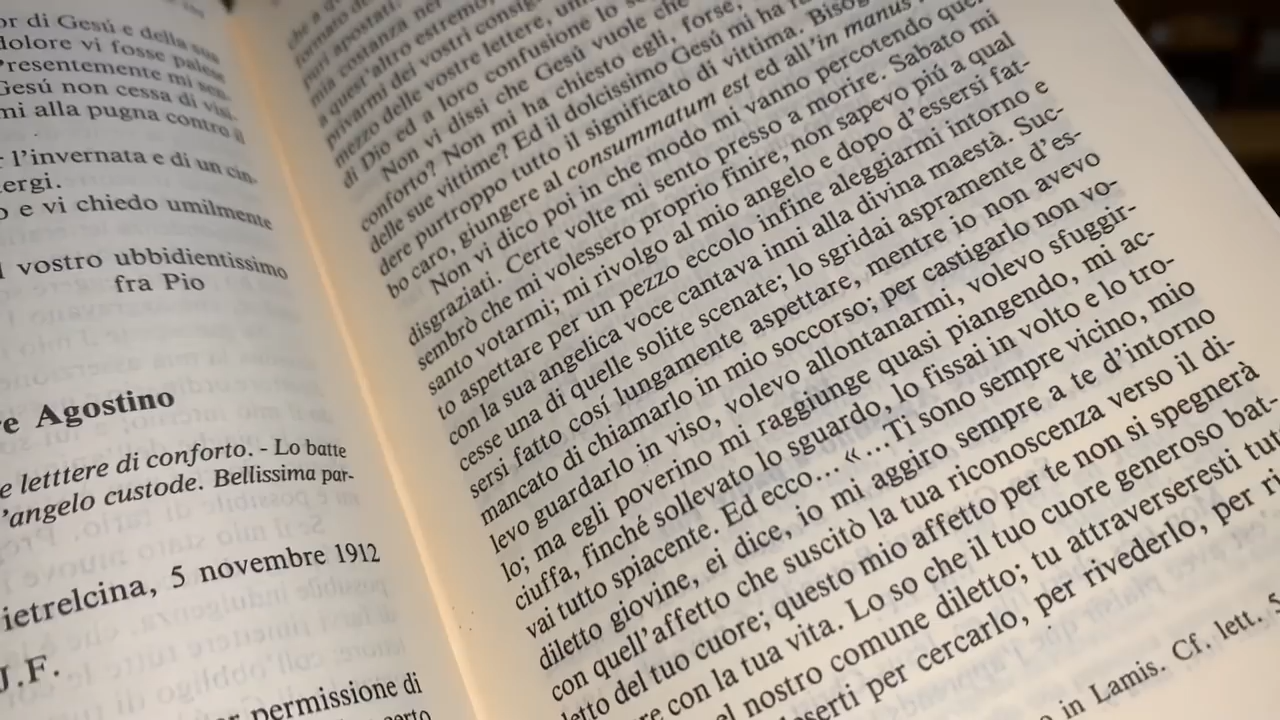 or di Gesú e della sua
dolore vi fosse palese
Presentemente mi sen-
Gesú non cessa di visi-
mi alla pugna contro il
l'invernata e di un cin-
ergi.
o e vi chiedo umilmente
vostro ubbidientissimo
fra Pio
e Agostino
e letttere di conforto. - Lo batte
'angelo custode. Bellissima par-
ietrelcina, 5 novembre 1912
J.F.
permissione di
certo
che a
formato
puri apostati.
mia costanza nel
a quest'altro estremo,
privarmi dei vostri consigli
mezzo delle vostre lettere,
di Dio ed a loro confusione lo
Non vi dissi che Gesú vuole che
conforto? Non mi ha chiesto egli, forse,
delle sue vittime? Ed il dolcissimo Gesú mi ha
dere purtroppo tutto il significato di vittima.
bo caro, giungere al consummatum est ed all'in manus
Non vi dico poi in che modo mi vanno percotendo
disgraziati. Certe volte mi sento presso a morire. Sabato mi
sembrò che mi volessero proprio finire, non sapevo piú a qual
santo votarmi; mi rivolgo al mio angelo e dopo d'essersi fat-
to aspettare per un pezzo eccolo infine aleggiarmi intorno e
con la sua angelica voce cantava inni alla divina maestà. Suc-
cesse una di quelle solite scenate; lo sgridai aspramente d'es-
sersi fatto cosí lungamente aspettare, mentre io non avevo
mancato di chiamarlo in mio soccorso; per castigarlo non vo-
levo guardarlo in viso, volevo allontanarmi, volevo sfuggir-
lo; ma egli poverino mi raggiunge quasi piangendo, mi ac-
ciuffa, finché sollevato lo sguardo, lo fissai in volto e lo tro-
vai tutto spiacente. Ed ecco... «...Ti sono sempre vicino, mio
diletto giovine, ei dice, io mi aggiro sempre a te d'intorno
con quell'affetto che suscitò la tua riconoscenza verso il di-
letto del tuo cuore; questo mio affetto per te non si spegnerà
con la tua vita. Lo so che il tuo cuore generoso bat-
el nostro comune diletto; tu attraverseresti
deserti per cercarlo, per rivederlo, per
in Lamis. Cf. lett.